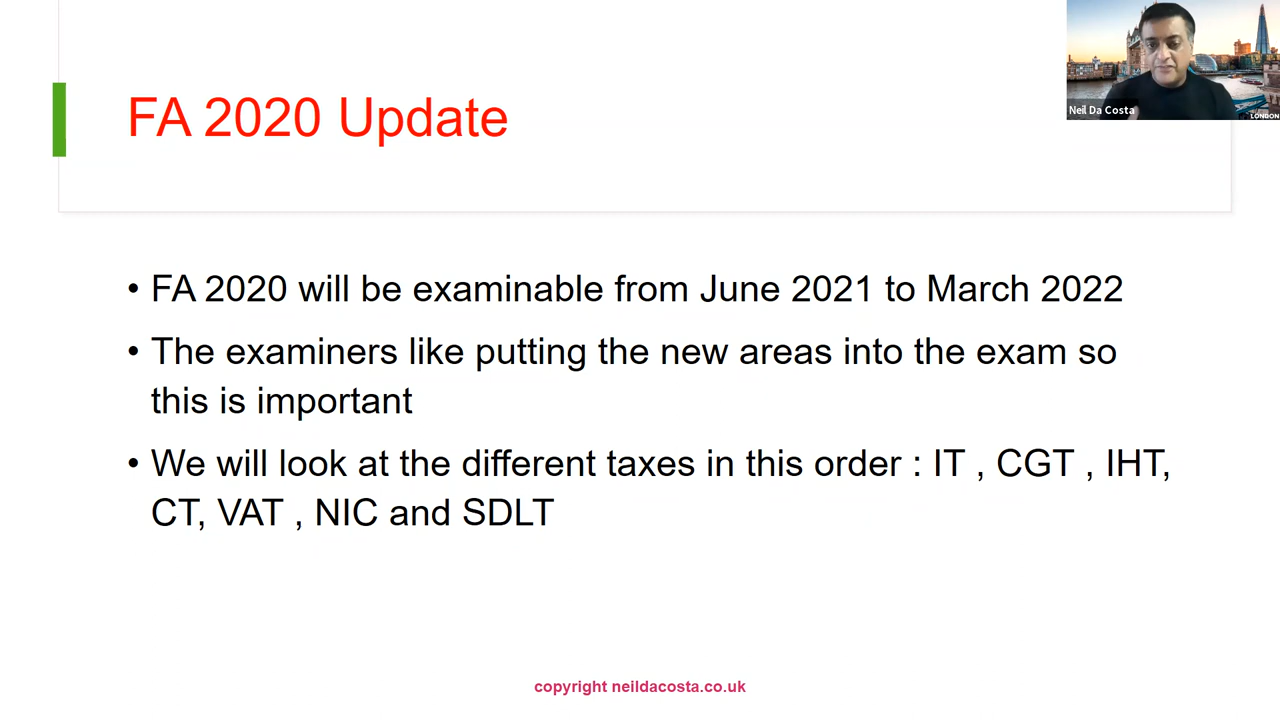 FA 2020 Update
Neil Da Costa
LONDON
• FA 2020 will be examinable from June 2021 to March 2022
• The examiners like putting the new areas into the exam so
this is important
• We will look at the different taxes in this order : IT , CGT , IHT,
CT, VAT , NIC and SDLT
copyright neildacosta.co.uk